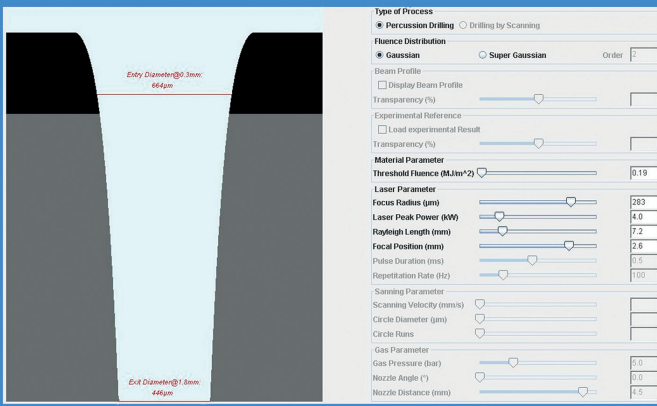 Entry Diameter@0.3mm:
664µm
Exit Diameter@1.8mm:
446µm
Type of Process
Percussion Drilling Drilling by Scanning
Fluence Distribution
Gaussian Super Gaussian Order 2
Beam Profile
Display Beam Profile
Transparency (%)
Experimental Reference
Load experimental Result
Transparency (%)
Material Parameter
Threshold Fluence (MJ/m^2) 0.19
Laser Parameter
Focus Radius (µm) 283
Laser Peak Power (kW) 4.0
Rayleigh Length (mm) 7.2
Focal Position (mm) 2.6
Pulse Duration (ms) 0.5
Repetitation Rate (Hz) 100
Sanning Parameter
Scanning Velocity (mm/s)
Circle Diameter (µm)
Circle Runs
Gas Parameter
Gas Pressure (bar) 5.0
Nozzle Angle (°) 0.0
Nozzle Distance (mm) 4.5